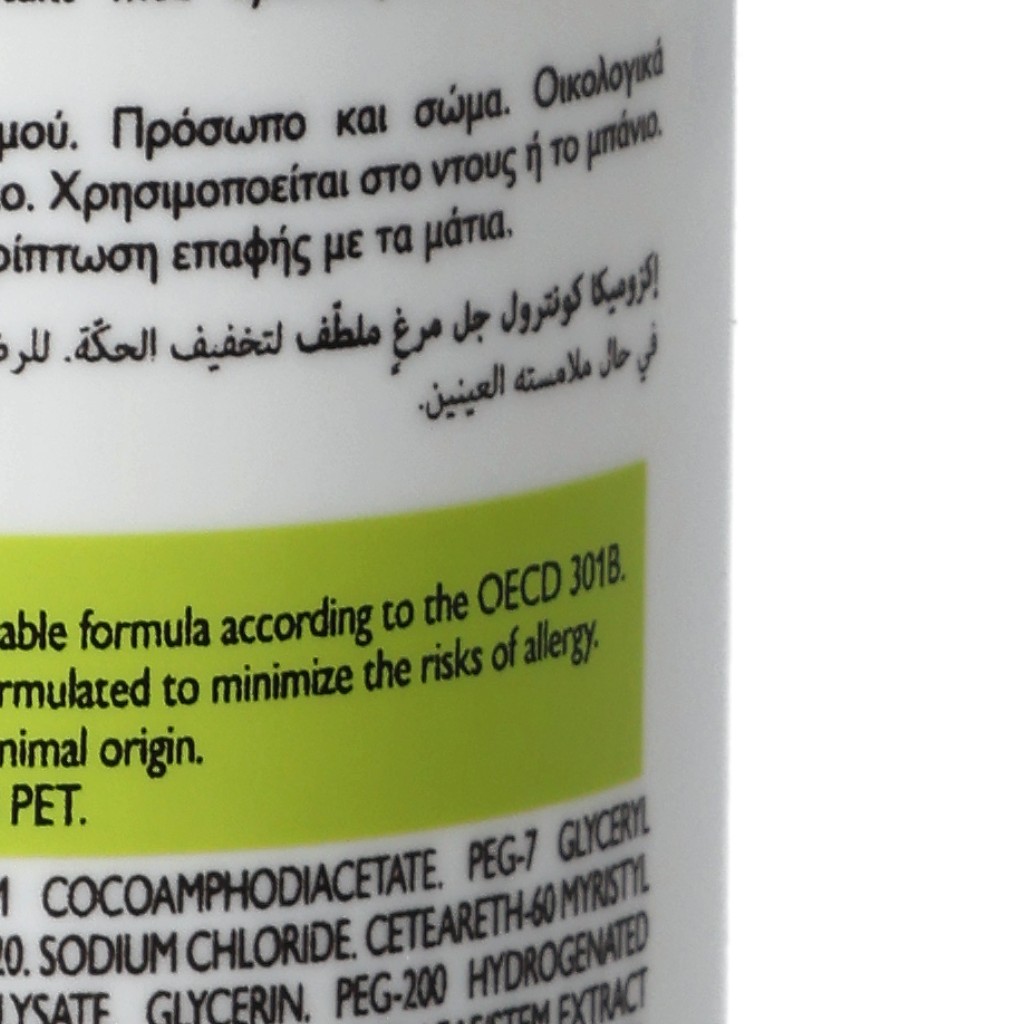 μού. Πρόσωπο και σώμα. Οικολογικά
ο. Χρησιμοποείται στο ντους ή το μπάνιο.
ρίπτωση επαφής με τα μάτια.
إكزوميكا كونترول جل مرغٍ ملطّف لتخفيف الحكّة. للرض
في حال ملامسته العينين.
able formula according to the OECD 301B.
rmulated to minimize the risks of allergy.
nimal origin.
PET.
COCOAMPHODIACETATE. PEG-7 GLYCERYL
20. SODIUM CHLORIDE. CETEARETH-60 MYRISTYL
LYSATE. GLYCERIN. PEG-200 HYDROGENATED
EXTRACT